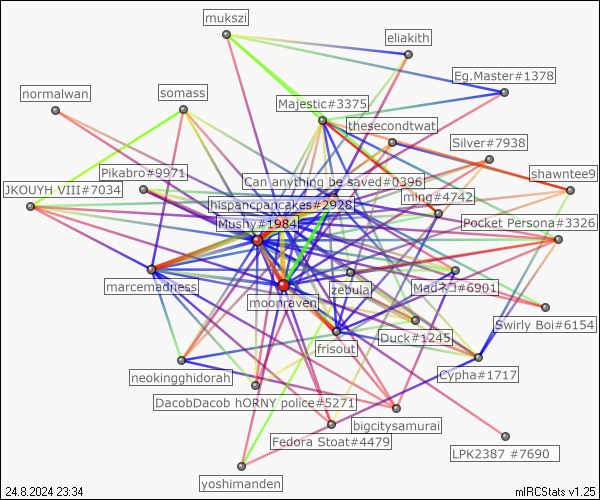 mukszi
eliakith
Eg.Master#1378
normalwan
somass
Majestic#3375
thesecondtwat
Silver#7938
Pikabro#9971
shawntee9
JKOUYH VIII#7034
Can anything be saved#0396
ming#4742
hispancpancakes#2928
Mushy#1984
Pocket Persona#3326
marcemadness
zebula
Madネコ#6901
moonraven
Swirly Boi#6154
frisout
Duck#1245
neokingghidorah
Cypha#1717
DacobDacob hORNY police#5271
bigcitysamurai
Fedora Stoat#4479
LPK2387 #7690
yoshimanden
24.8.2024 23:34
mIRCStats v1.25